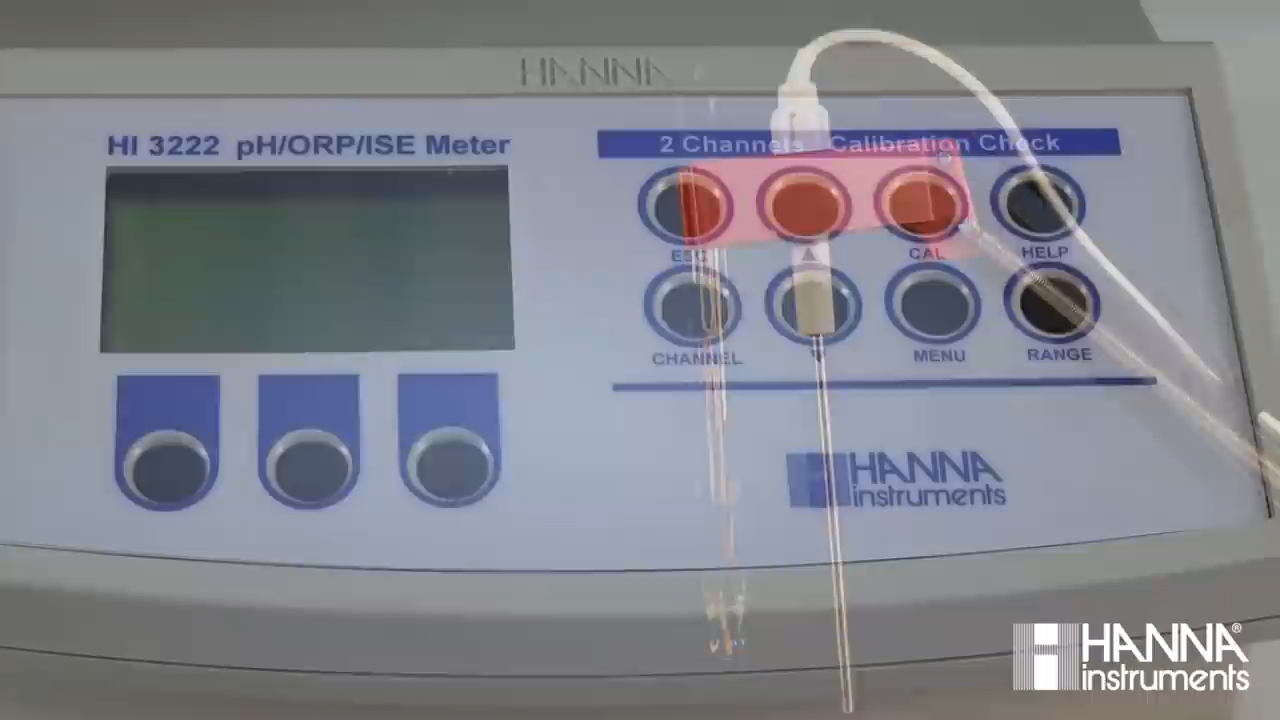 HANNA
HI 3222 pH/ORP/ISE Meter
2 Channels Calibration Check
ESC
CAL
HELP
CHANNEL
MENU
RANGE
HANNA
instruments
HANNA®
instruments